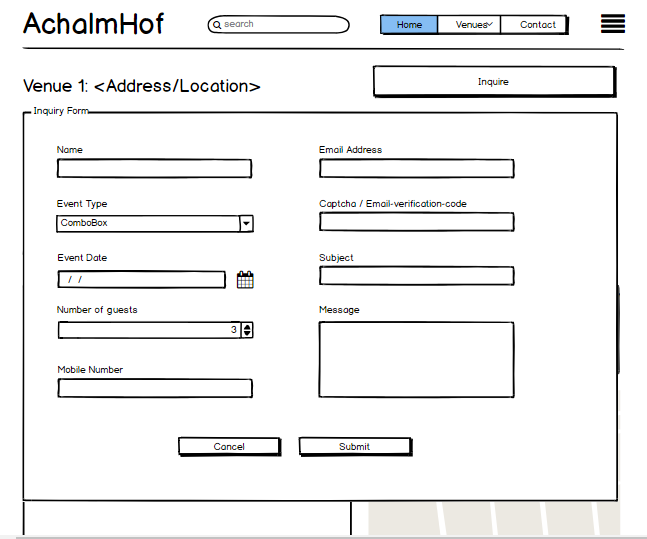 AchalmHof
search
Home
Venues
Contact
Venue 1: <Address/Location>
Inquire
Inquiry Form
Name
Email Address
Event Type
Captcha / Email-verification-code
ComboBox
Event Date
Subject
/ /
Number of guests
Message
3
Mobile Number
Cancel
Submit